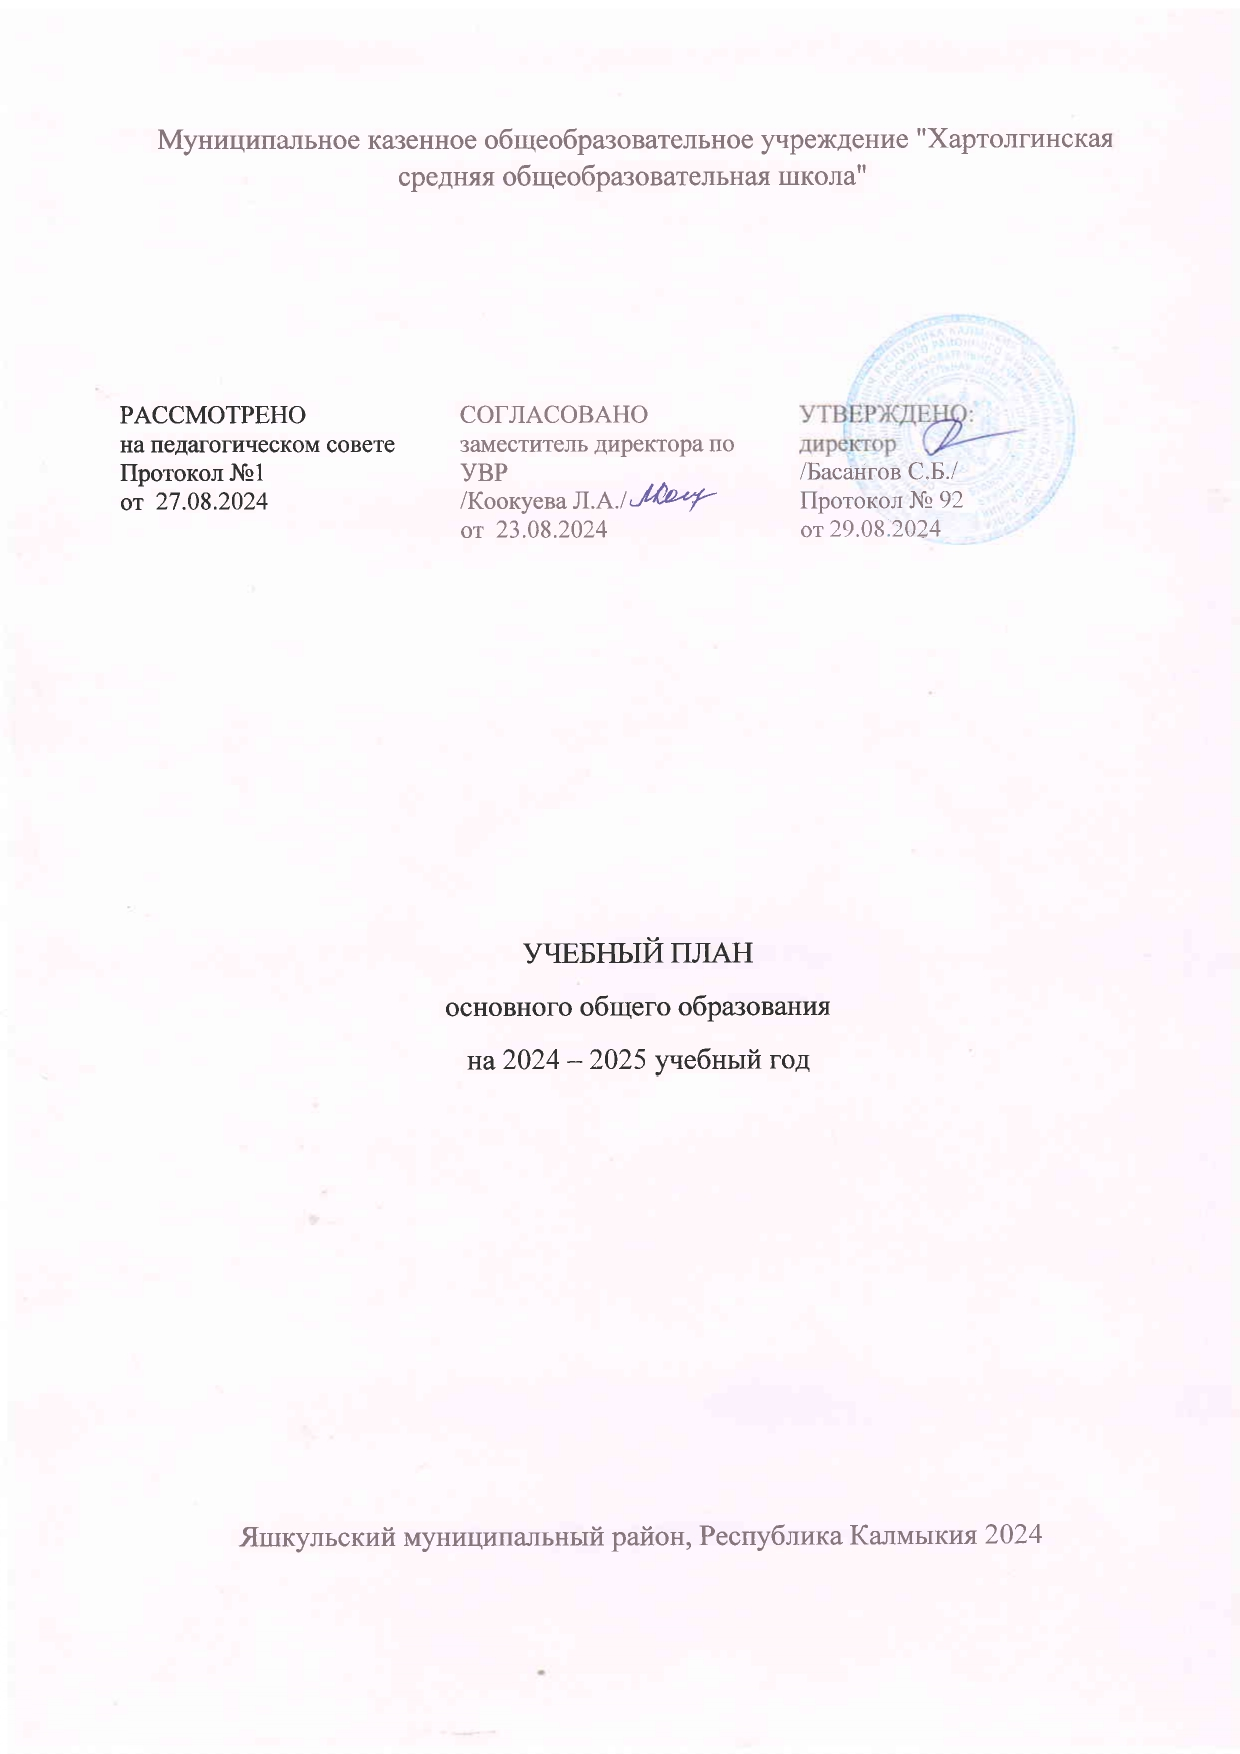 Муниципальное казенное общеобразовательное учреждение "Хартолгинская
средняя общеобразовательная школа"
РАССМОТРЕНО
на педагогическом совете
Протокол №1
от 27.08.2024
СОГЛАСОВАНО
заместитель директора по
УВР
/Коокуева Л.А./
от 23.08.2024
УТВЕРЖДЕНО:
директор
/Басангов С.Б./
Протокол № 92
от 29.08.2024
УЧЕБНЫЙ ПЛАН
основного общего образования
на 2024 – 2025 учебный год
Яшкульский муниципальный район, Республика Калмыкия 2024